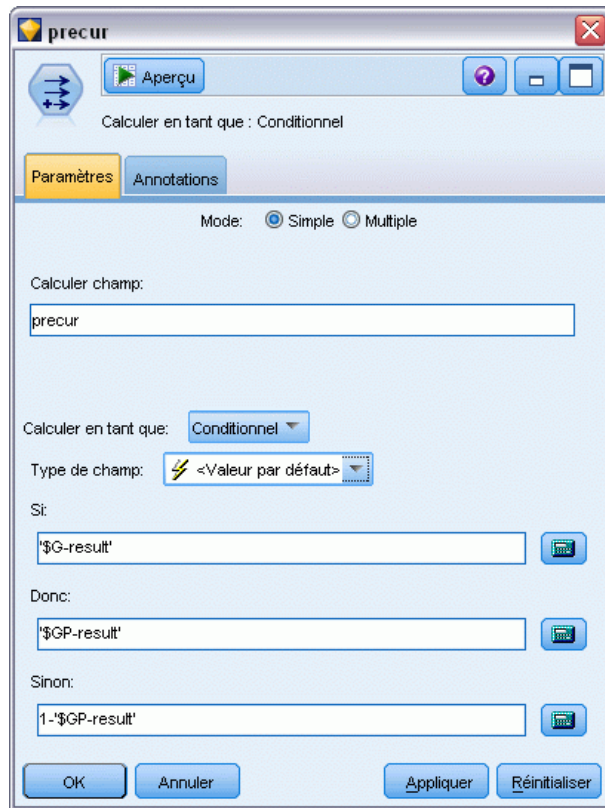 precur
Aperçu
?
Calculer en tant que : Conditionnel
Paramètres Annotations
Mode: Simple Multiple
Calculer champ:
precur
Calculer en tant que: Conditionnel
Type de champ: <Valeur par défaut>
Si:
'$G-result'
Donc:
'$GP-result'
Sinon:
1-'$GP-result'
OK Annuler Appliquer Réinitialiser